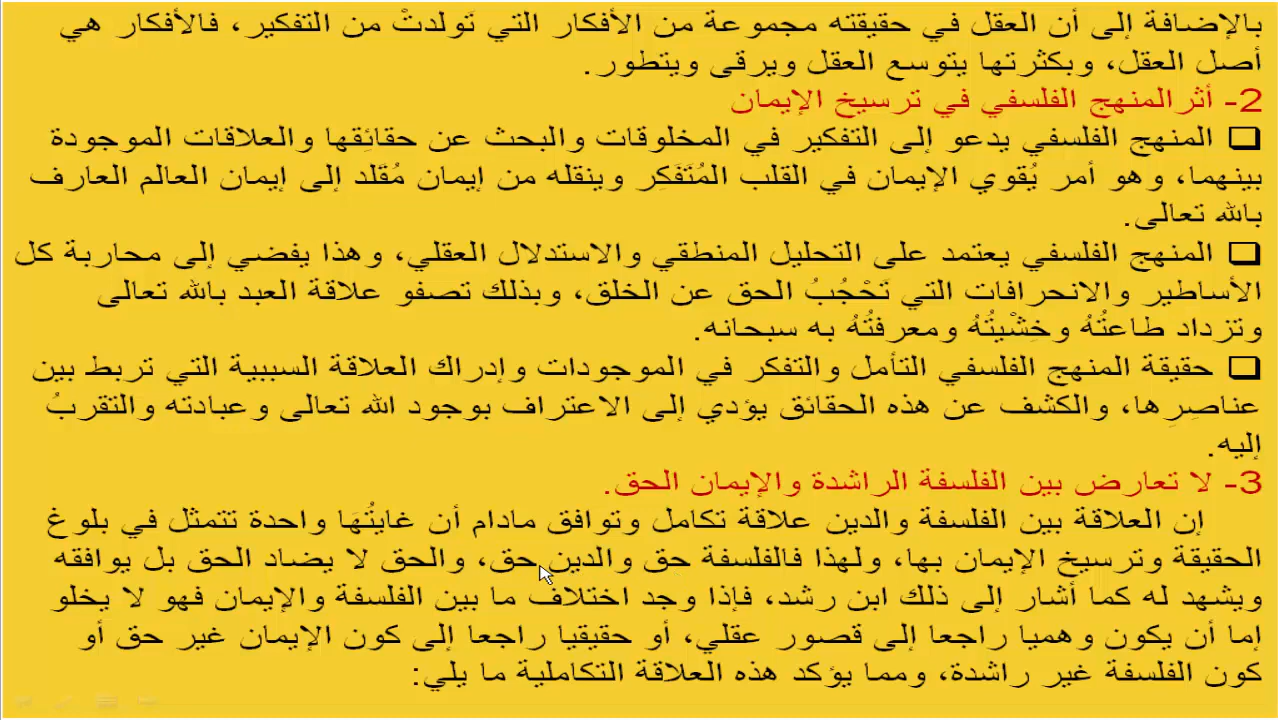 بالإضافة إلى أن العقل في حقيقته مجموعة من الأفكار التي تَولدتْ من التفكير، فالأفكار هي
أصل العقل، وبكثرتها يتوسع العقل ويرقى ويتطور.
2- أثر المنهج الفلسفي في ترسيخ الإيمان
❑ المنهج الفلسفي يدعو إلى التفكير في المخلوقات والبحث عن حقائِقها والعلاقات الموجودة
بينهما، وهو أمر يُقوي الإيمان في القلب المُتَفَكِر وينقله من إيمان مُقَلد إلى إيمان العالم العارف
بالله تعالى.
❑ المنهج الفلسفي يعتمد على التحليل المنطقي والاستدلال العقلي، وهذا يفضي إلى محاربة كل
الأساطير والانحرافات التي تَحْجُبُ الحق عن الخلق، وبذلك تصفو علاقة العبد بالله تعالى
وتزداد طاعتُهُ وخِشْيتُهُ ومعرفتُهُ به سبحانه.
❑ حقيقة المنهج الفلسفي التأمل والتفكر في الموجودات وإدراك العلاقة السببية التي تربط بين
عناصِرِها، والكشف عن هذه الحقائق يؤدي إلى الاعتراف بوجود الله تعالى وعبادته والتقربُ
إليه.
3- لا تعارض بين الفلسفة الراشدة والإيمان الحق.
إن العلاقة بين الفلسفة والدين علاقة تكامل وتوافق مادام أن غايتُهَا واحدة تتمثل في بلوغ
الحقيقة وترسيخ الإيمان بها، ولهذا فالفلسفة حق والدين حق، والحق لا يضاد الحق بل يوافقه
ويشهد له كما أشار إلى ذلك ابن رشد، فإذا وجد اختلاف ما بين الفلسفة والإيمان فهو لا يخلو
إما أن يكون وهميا راجعا إلى قصور عقلي، أو حقيقيا راجعا إلى كون الإيمان غير حق أو
كون الفلسفة غير راشدة، ومما يؤكد هذه العلاقة التكاملية ما يلي: